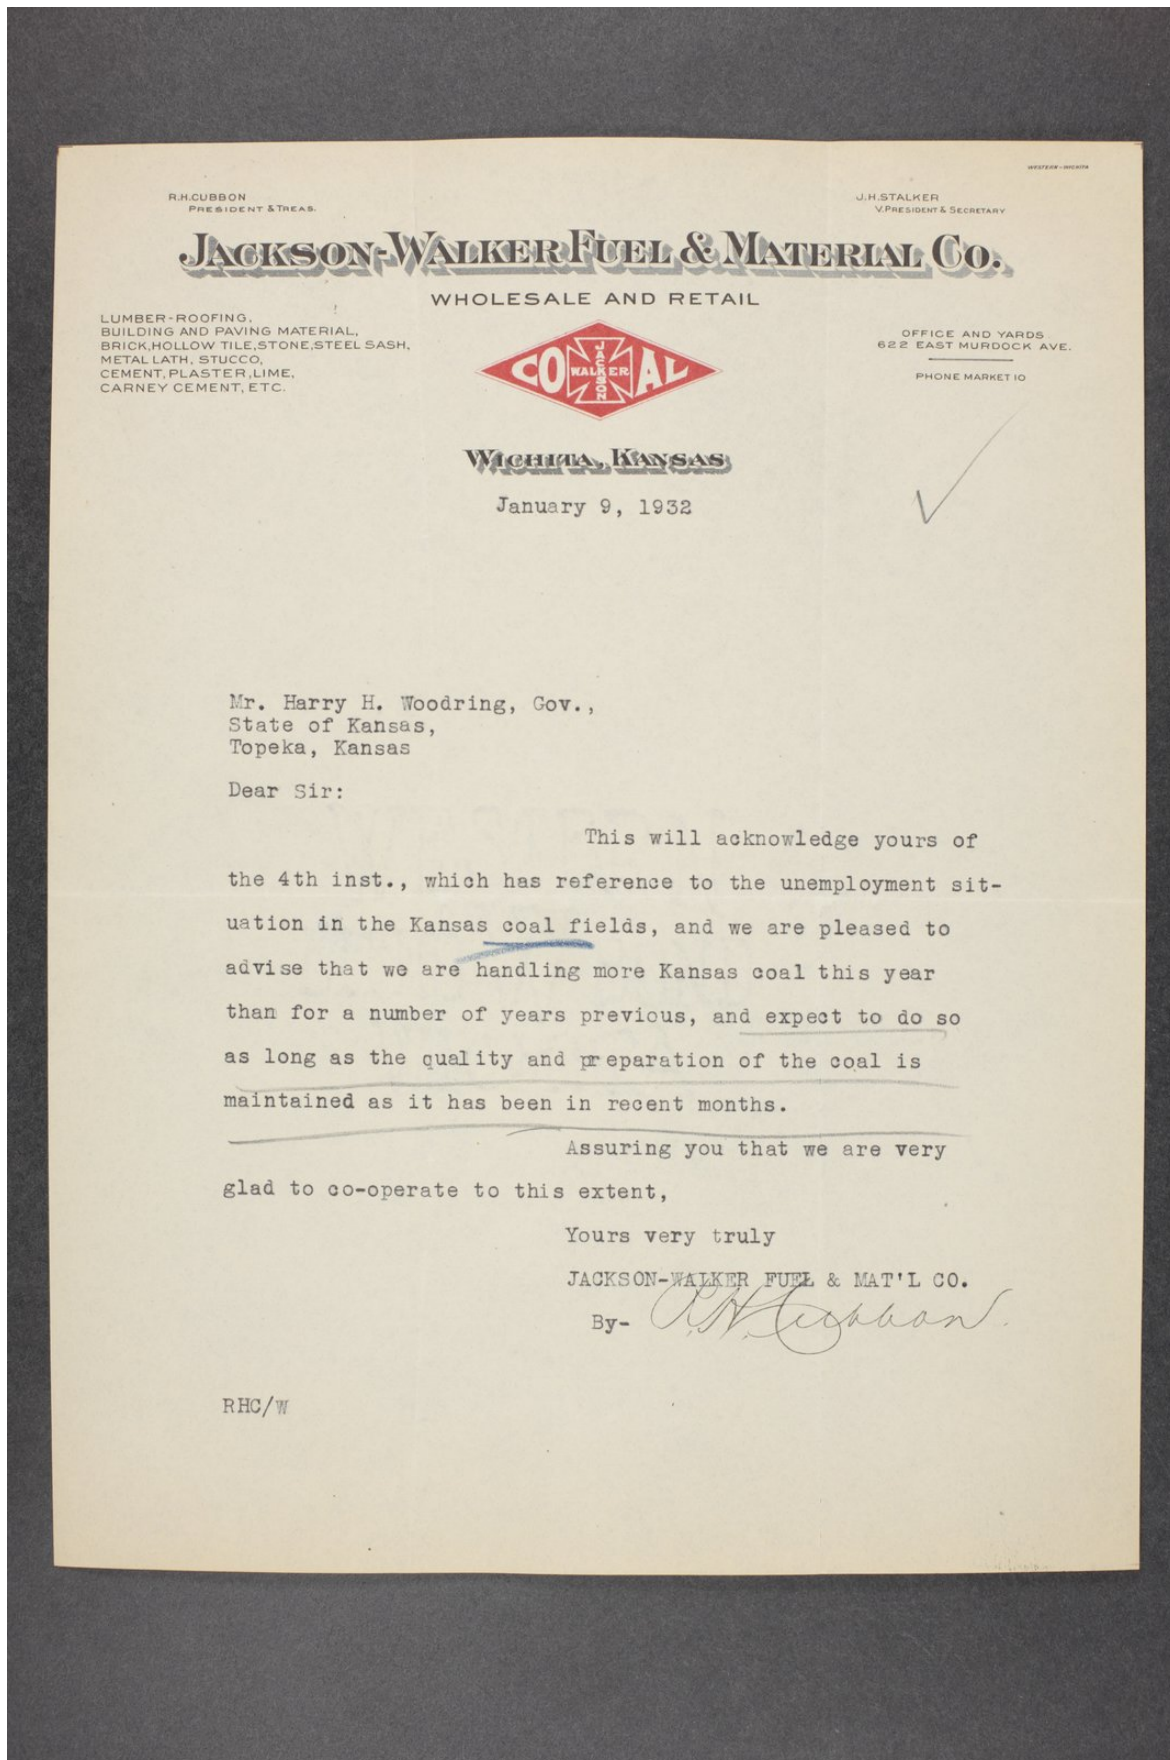 WESTERN-WICHITA
R.H.CUBBON
PRESIDENT & TREAS.
J.H.STALKER
V.PRESIDENT & SECRETARY
JACKSON-WALKER FUEL & MATERIAL CO.
WHOLESALE AND RETAIL
LUMBER-ROOFING,
BUILDING AND PAVING MATERIAL,
BRICK,HOLLOW TILE,STONE,STEEL SASH,
METAL LATH, STUCCO,
CEMENT,PLASTER,LIME,
CARNEY CEMENT, ETC.
COAL
JACKSON
WALKER
OFFICE AND YARDS
622 EAST MURDOCK AVE.
PHONE MARKET 10
WICHITA, KANSAS
January 9, 1932
Mr. Harry H. Woodring, Gov.,
State of Kansas,
Topeka, Kansas
Dear Sir:
This will acknowledge yours of
the 4th inst., which has reference to the unemployment sit-
uation in the Kansas coal fields, and we are pleased to
advise that we are handling more Kansas coal this year
than for a number of years previous, and expect to do so
as long as the quality and preparation of the coal is
maintained as it has been in recent months.
Assuring you that we are very
glad to co-operate to this extent,
Yours very truly
JACKSON-WALKER FUEL & MAT'L CO.
By- R.H. Cubbon.
RHC/W